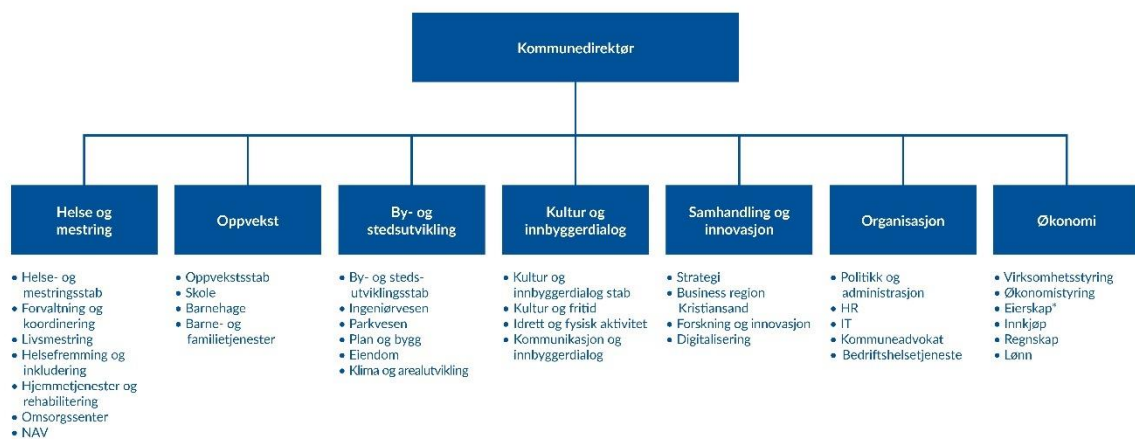 Kommunedirektør
Helse og
mestring
• Helse- og
mestringsstab
• Forvaltning og
koordinering
• Livsmestring
• Helsefremming og
inkludering
• Hjemmetjenester og
rehabilitering
• Omsorgssenter
• NAV
Oppvekst
• Oppvekststab
• Skole
• Barnehage
• Barne- og
familietjenester
By- og
stedsutvikling
• By- og steds-
utviklingsstab
• Ingeniørvesen
• Parkvesen
• Plan og bygg
• Eiendom
• Klima og arealutvikling
Kultur og
innbyggerdialog
• Kultur og
innbyggerdialog stab
• Kultur og fritid
• Idrett og fysisk aktivitet
• Kommunikasjon og
innbyggerdialog
Samhandling og
innovasjon
• Strategi
• Business region
Kristiansand
• Forskning og innovasjon
• Digitalisering
Organisasjon
• Politikk og
administrasjon
• HR
• IT
• Kommuneadvokat
• Bedriftshelsetjeneste
Økonomi
• Virksomhetsstyring
• Økonomistyring
• Eierskap*
• Innkjøp
• Regnskap
• Lønn